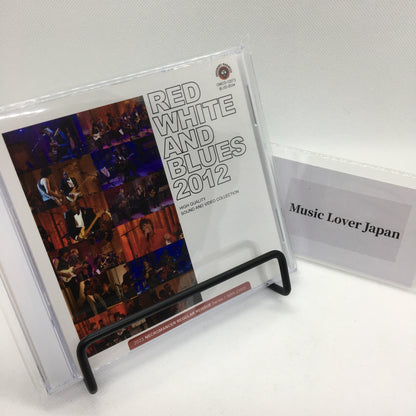 RED
WHITE
AND
BLUES
2012
HIGH QUALITY
SOUND AND VIDEO COLLECTION
Music Lover Japan